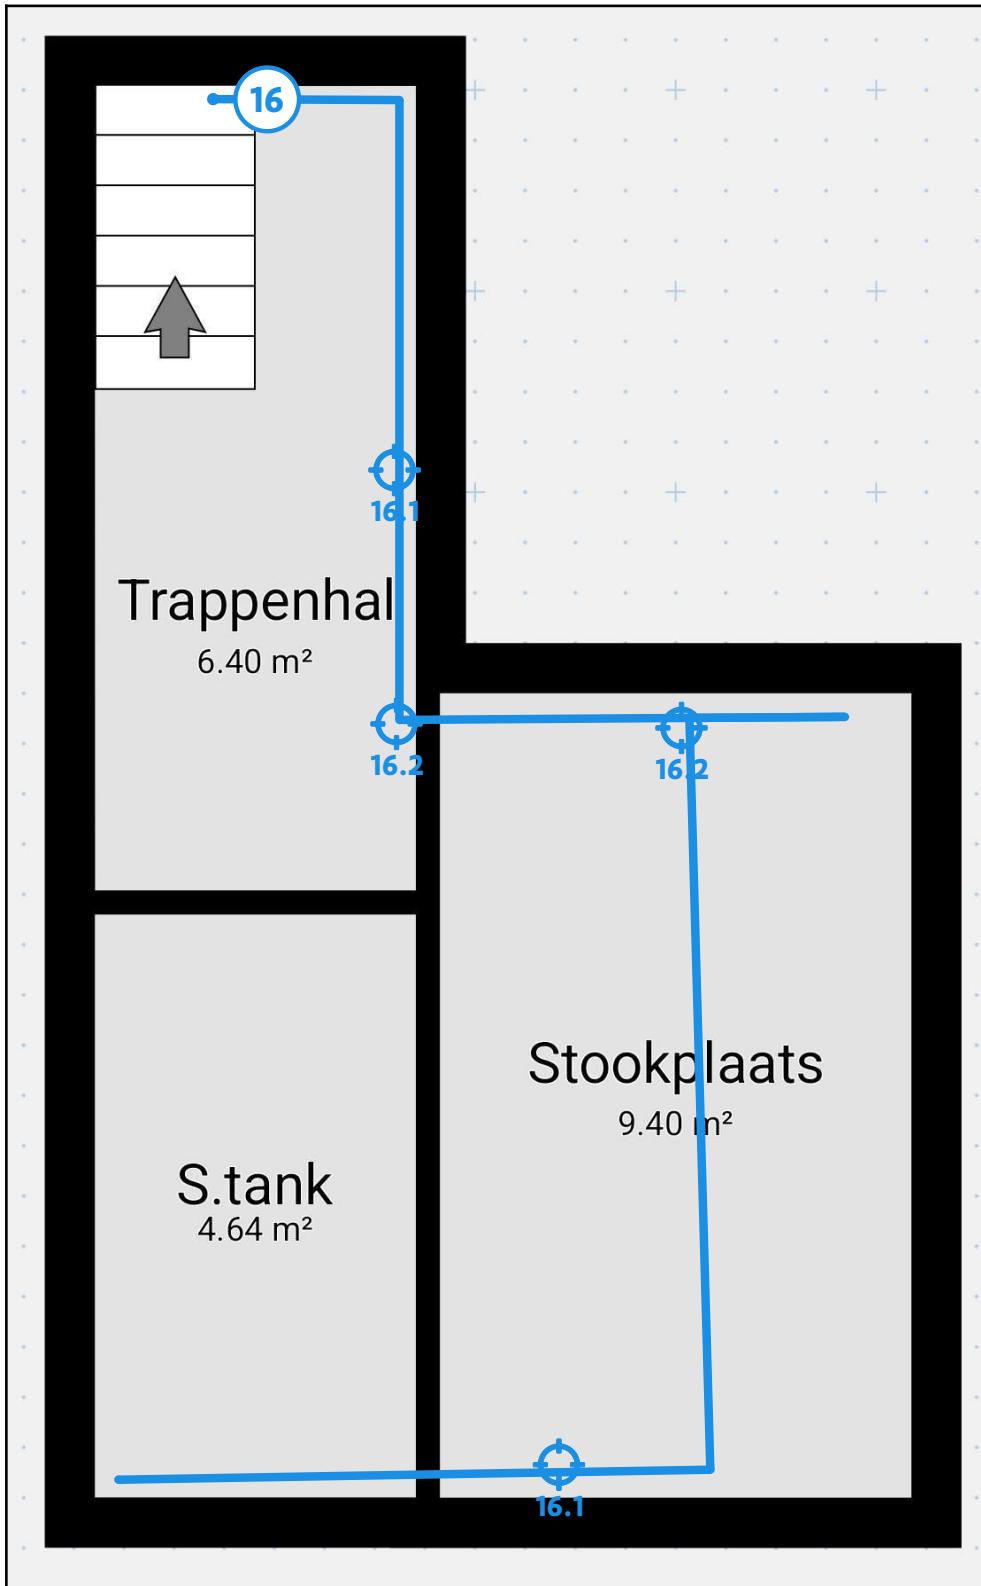 16
16.1
Trappenhal
6.40 m²
16.2
16.2
Stookplaats
9.40 m²
S.tank
4.64 m²
16.1